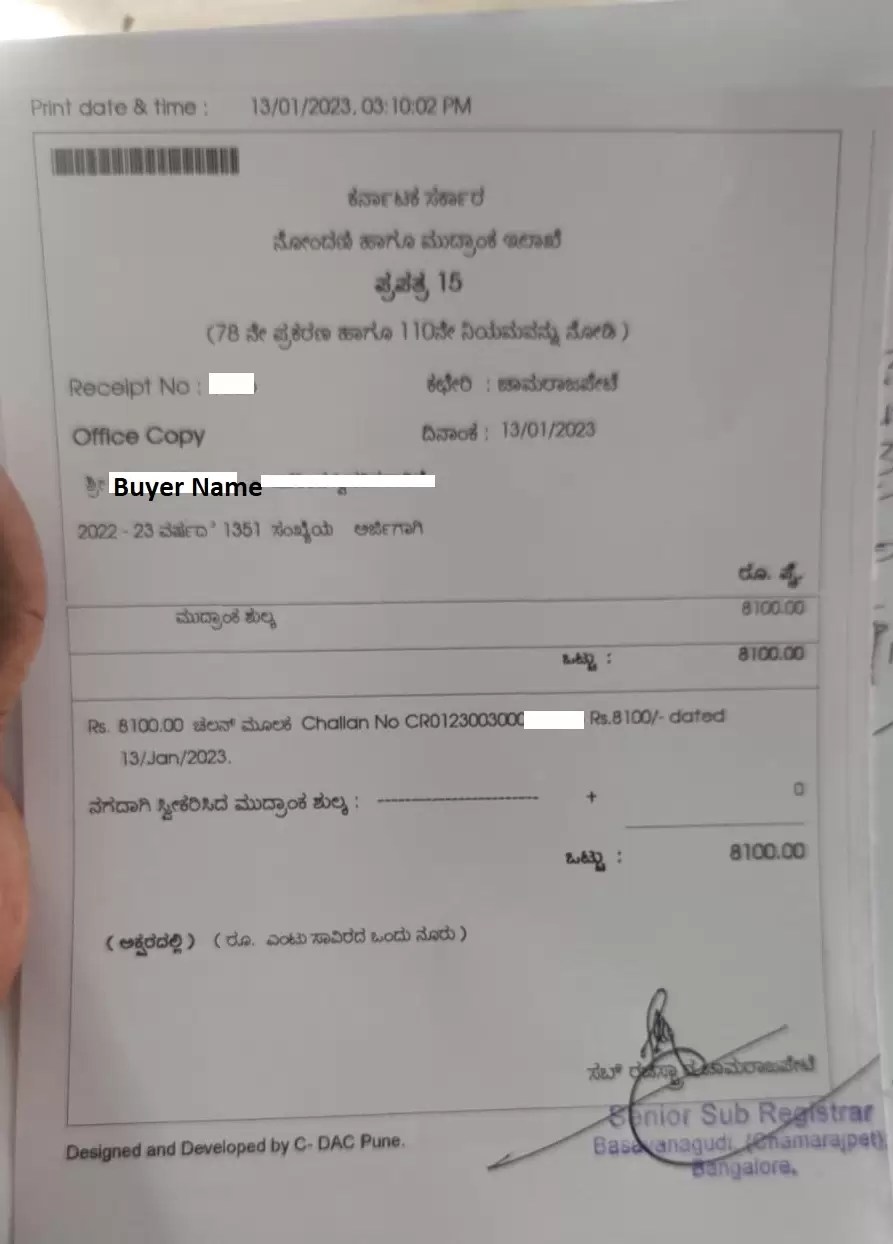 Print date & time : 13/01/2023, 03:10:02 PM
ಕರ್ನಾಟಕ ಸರ್ಕಾರ
ನೋಂದಣಿ ಹಾಗೂ ಮುದ್ರಾಂಕ ಇಲಾಖೆ
ಪ್ರಪತ್ರ 15
(78 ನೇ ಪ್ರಕರಣ ಹಾಗೂ 110ನೇ ನಿಯಮವನ್ನು ನೋಡಿ )
Receipt No : ಕಛೇರಿ : ಚಾಮರಾಜಪೇಟೆ
Office Copy ದಿನಾಂಕ : 13/01/2023
ಶ್ರೀ Buyer Name
2022 - 23 ವರ್ಷದ 1351 ಸಂಖ್ಯೆಯ ಅರ್ಜಿಗಾಗಿ
ರೂ. ಪೈ.
ಮುದ್ರಾಂಕ ಶುಲ್ಕ 8100.00
ಒಟ್ಟು : 8100.00
Rs. 8100.00 ಚಲನ್ ಮೂಲಕ Challan No CR0123003000 Rs.8100/- dated
13/Jan/2023.
ನಗದಾಗಿ ಸ್ವೀಕರಿಸಿದ ಮುದ್ರಾಂಕ ಶುಲ್ಕ : ----------------------- + 0
ಒಟ್ಟು : 8100.00
( ಅಕ್ಷರದಲ್ಲಿ ) ( ರೂ. ಎಂಟು ಸಾವಿರದ ಒಂದು ನೂರು )
ಸಬ್ ರಜಿಸ್ಟ್ರಾರ ಚಾಮರಾಜಪೇಟೆ
Senior Sub Registrar
Basavanagudi, (Chamarajpet),
Bangalore.
Designed and Developed by C- DAC Pune.